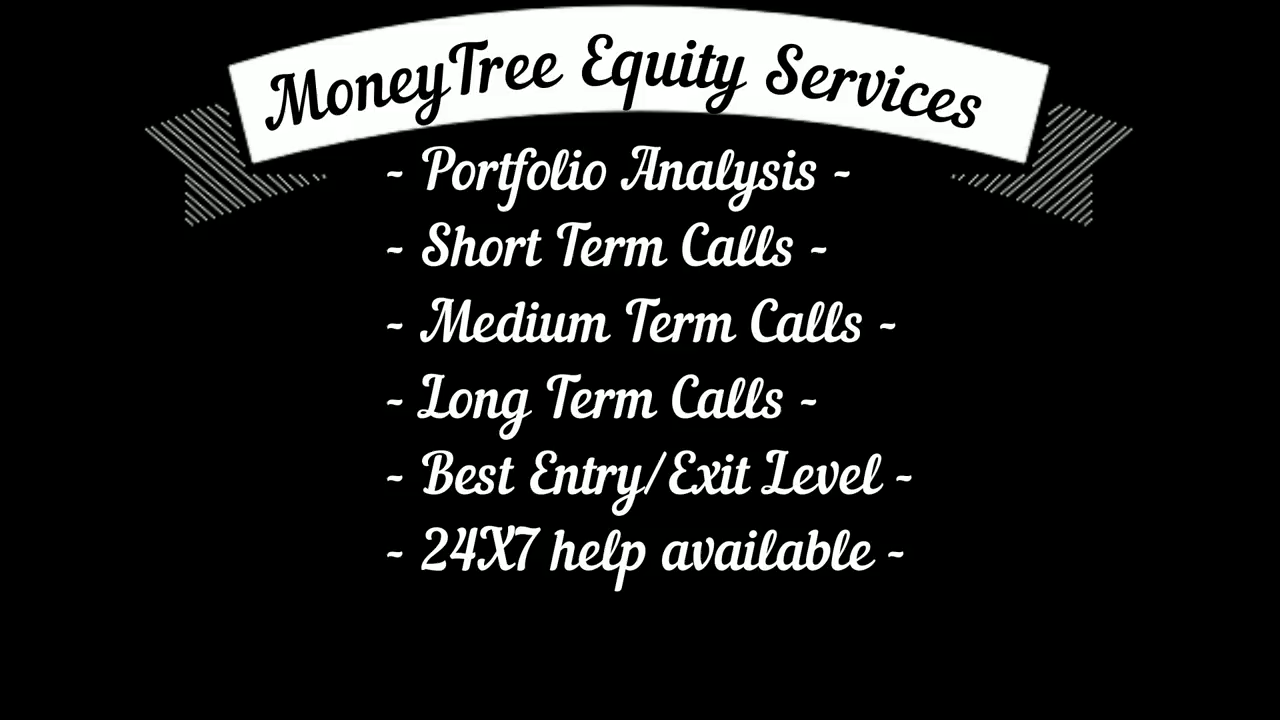 MoneyTree Equity Services
- Portfolio Analysis -
- Short Term Calls -
- Medium Term Calls -
- Long Term Calls -
- Best Entry/Exit Level -
- 24X7 help available -